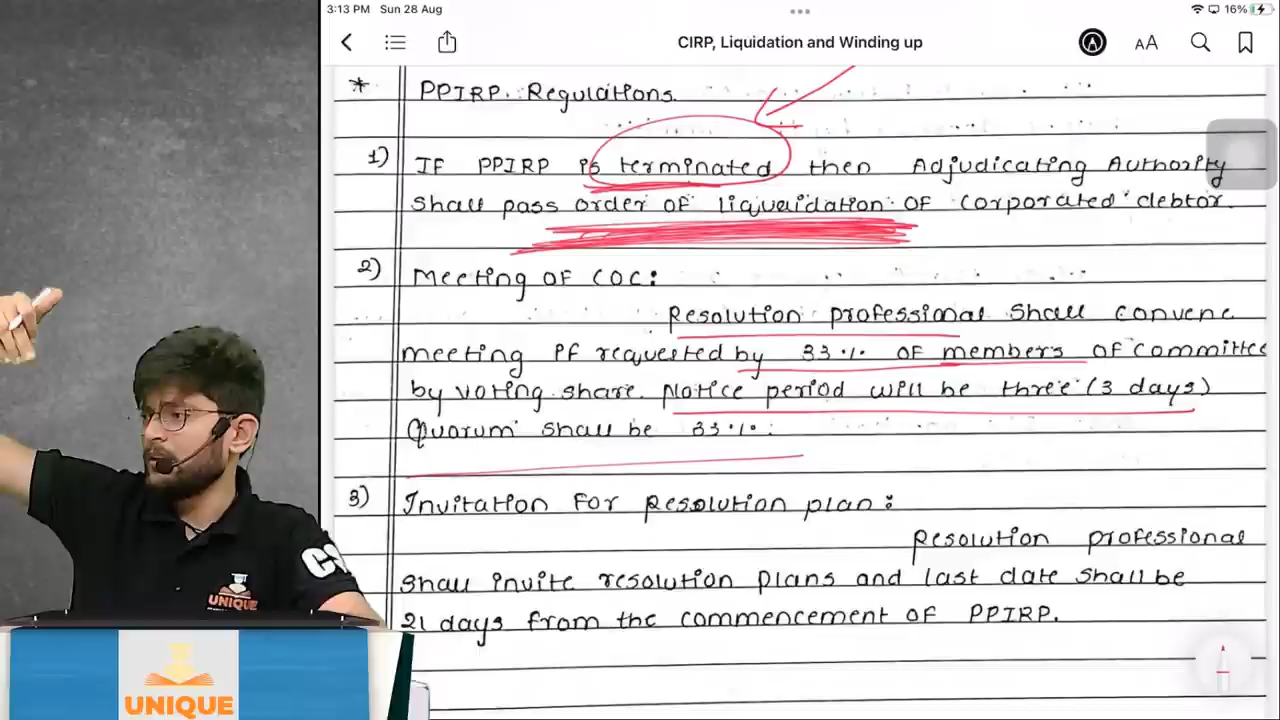 3:13 PM Sun 28 Aug
16%
CIRP, Liquidation and Winding up
AA
* PPIRP. Regulations.
1) IF PPIRP is terminated then Adjudicating Authority
shall pass order of liquaidation of corporated debtor.
2) Meeting of COC:
Resolution professional shall convene
meeting if requested by 33% of members of committee
by voting share. Notice period will be three (3 days)
Quorum shall be 33%.
3) Invitation for resolution plan:
Resolution professional
shall invite resolution plans and last date shall be
21 days from the commencement of PPIRP.
UNIQUE
UNIQUE